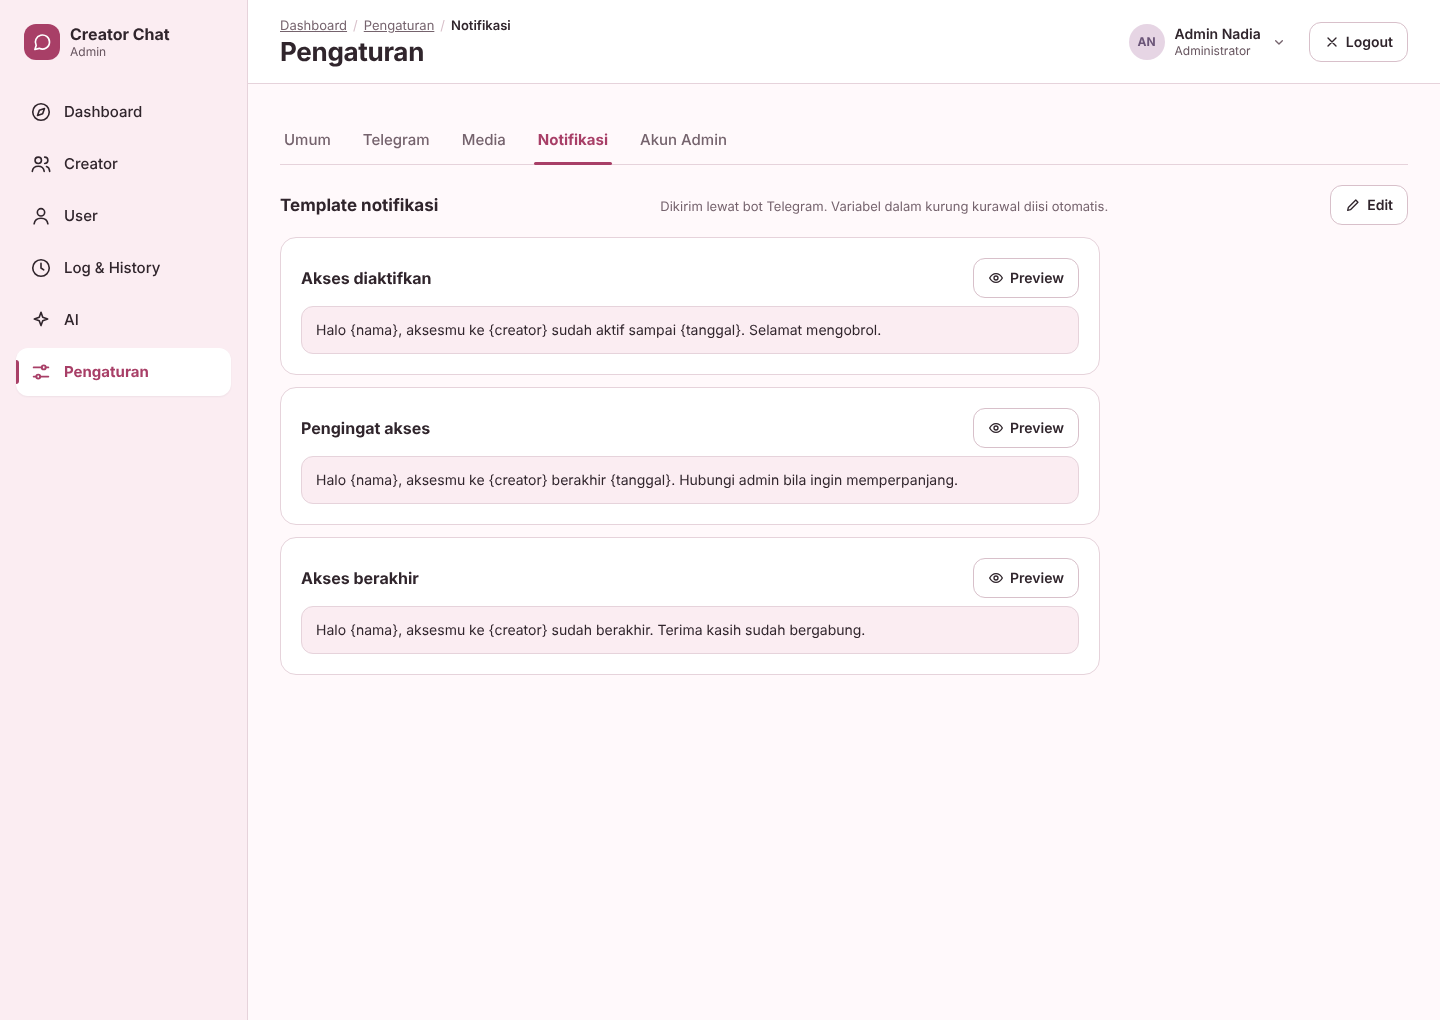 Creator Chat
Admin
Dashboard
Creator
User
Log & History
AI
Pengaturan
Dashboard / Pengaturan / Notifikasi
Pengaturan
AN
Admin Nadia
Administrator
Logout
Umum
Telegram
Media
Notifikasi
Akun Admin
Template notifikasi
Dikirim lewat bot Telegram. Variabel dalam kurung kurawal diisi otomatis.
Edit
Akses diaktifkan
Preview
Halo {nama}, aksesmu ke {creator} sudah aktif sampai {tanggal}. Selamat mengobrol.
Pengingat akses
Preview
Halo {nama}, aksesmu ke {creator} berakhir {tanggal}. Hubungi admin bila ingin memperpanjang.
Akses berakhir
Preview
Halo {nama}, aksesmu ke {creator} sudah berakhir. Terima kasih sudah bergabung.